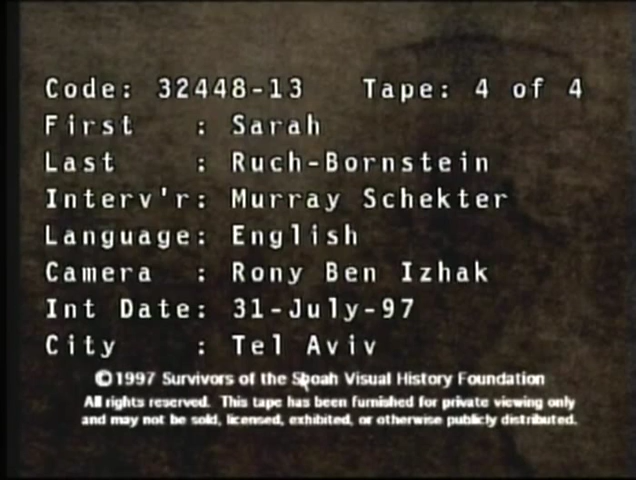 Code: 32448-13 Tape: 4 of 4
First : Sarah
Last : Ruch-Bornstein
Interv'r: Murray Schekter
Language: English
Camera : Rony Ben Izhak
Int Date: 31-July-97
City : Tel Aviv
©1997 Survivors of the Shoah Visual History Foundation
All rights reserved. This tape has been furnished for private viewing only
and may not be sold, licensed, exhibited, or otherwise publicly distributed.